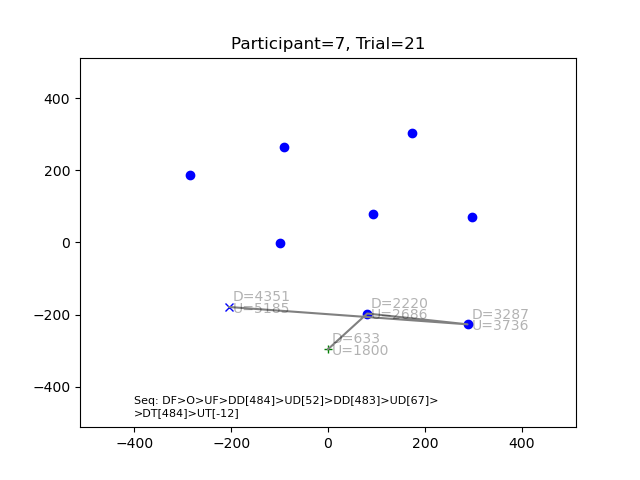 Participant=7, Trial=21
400
200
0
−200
−400
D=4351
U=5185
D=2220
U=2686
D=3287
U=3736
D=633
U=1800
Seq: DF>O>UF>DD[484]>UD[52]>DD[483]>UD[67]>
>DT[484]>UT[-12]
−400 −200 0 200 400